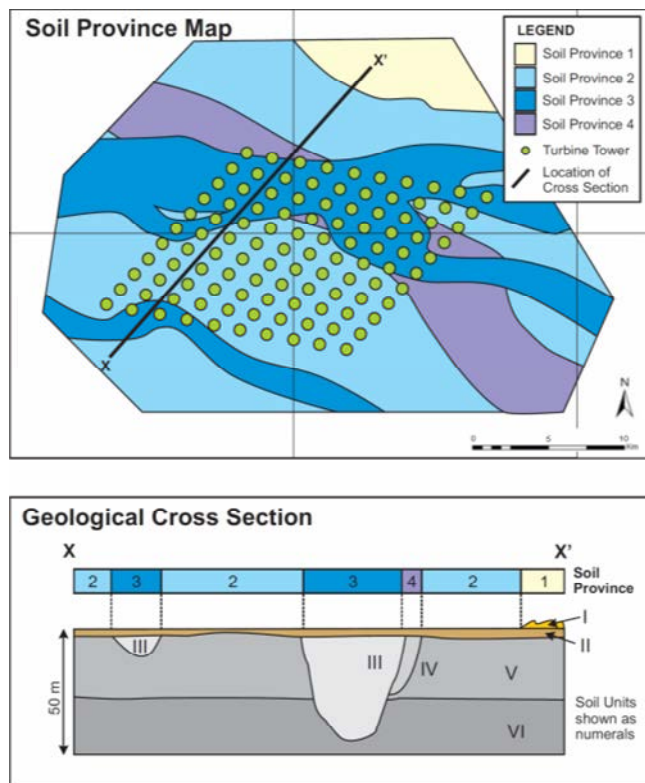 Soil Province Map
X'
LEGEND
Soil Province 1
Soil Province 2
Soil Province 3
Soil Province 4
Turbine Tower
Location of
Cross Section
X
N
0 5 10
Km
Geological Cross Section
X X'
2 3 2 3 4 2 1
Soil
Province
I
II
III III IV V
50 m
VI
Soil Units
shown as
numerals